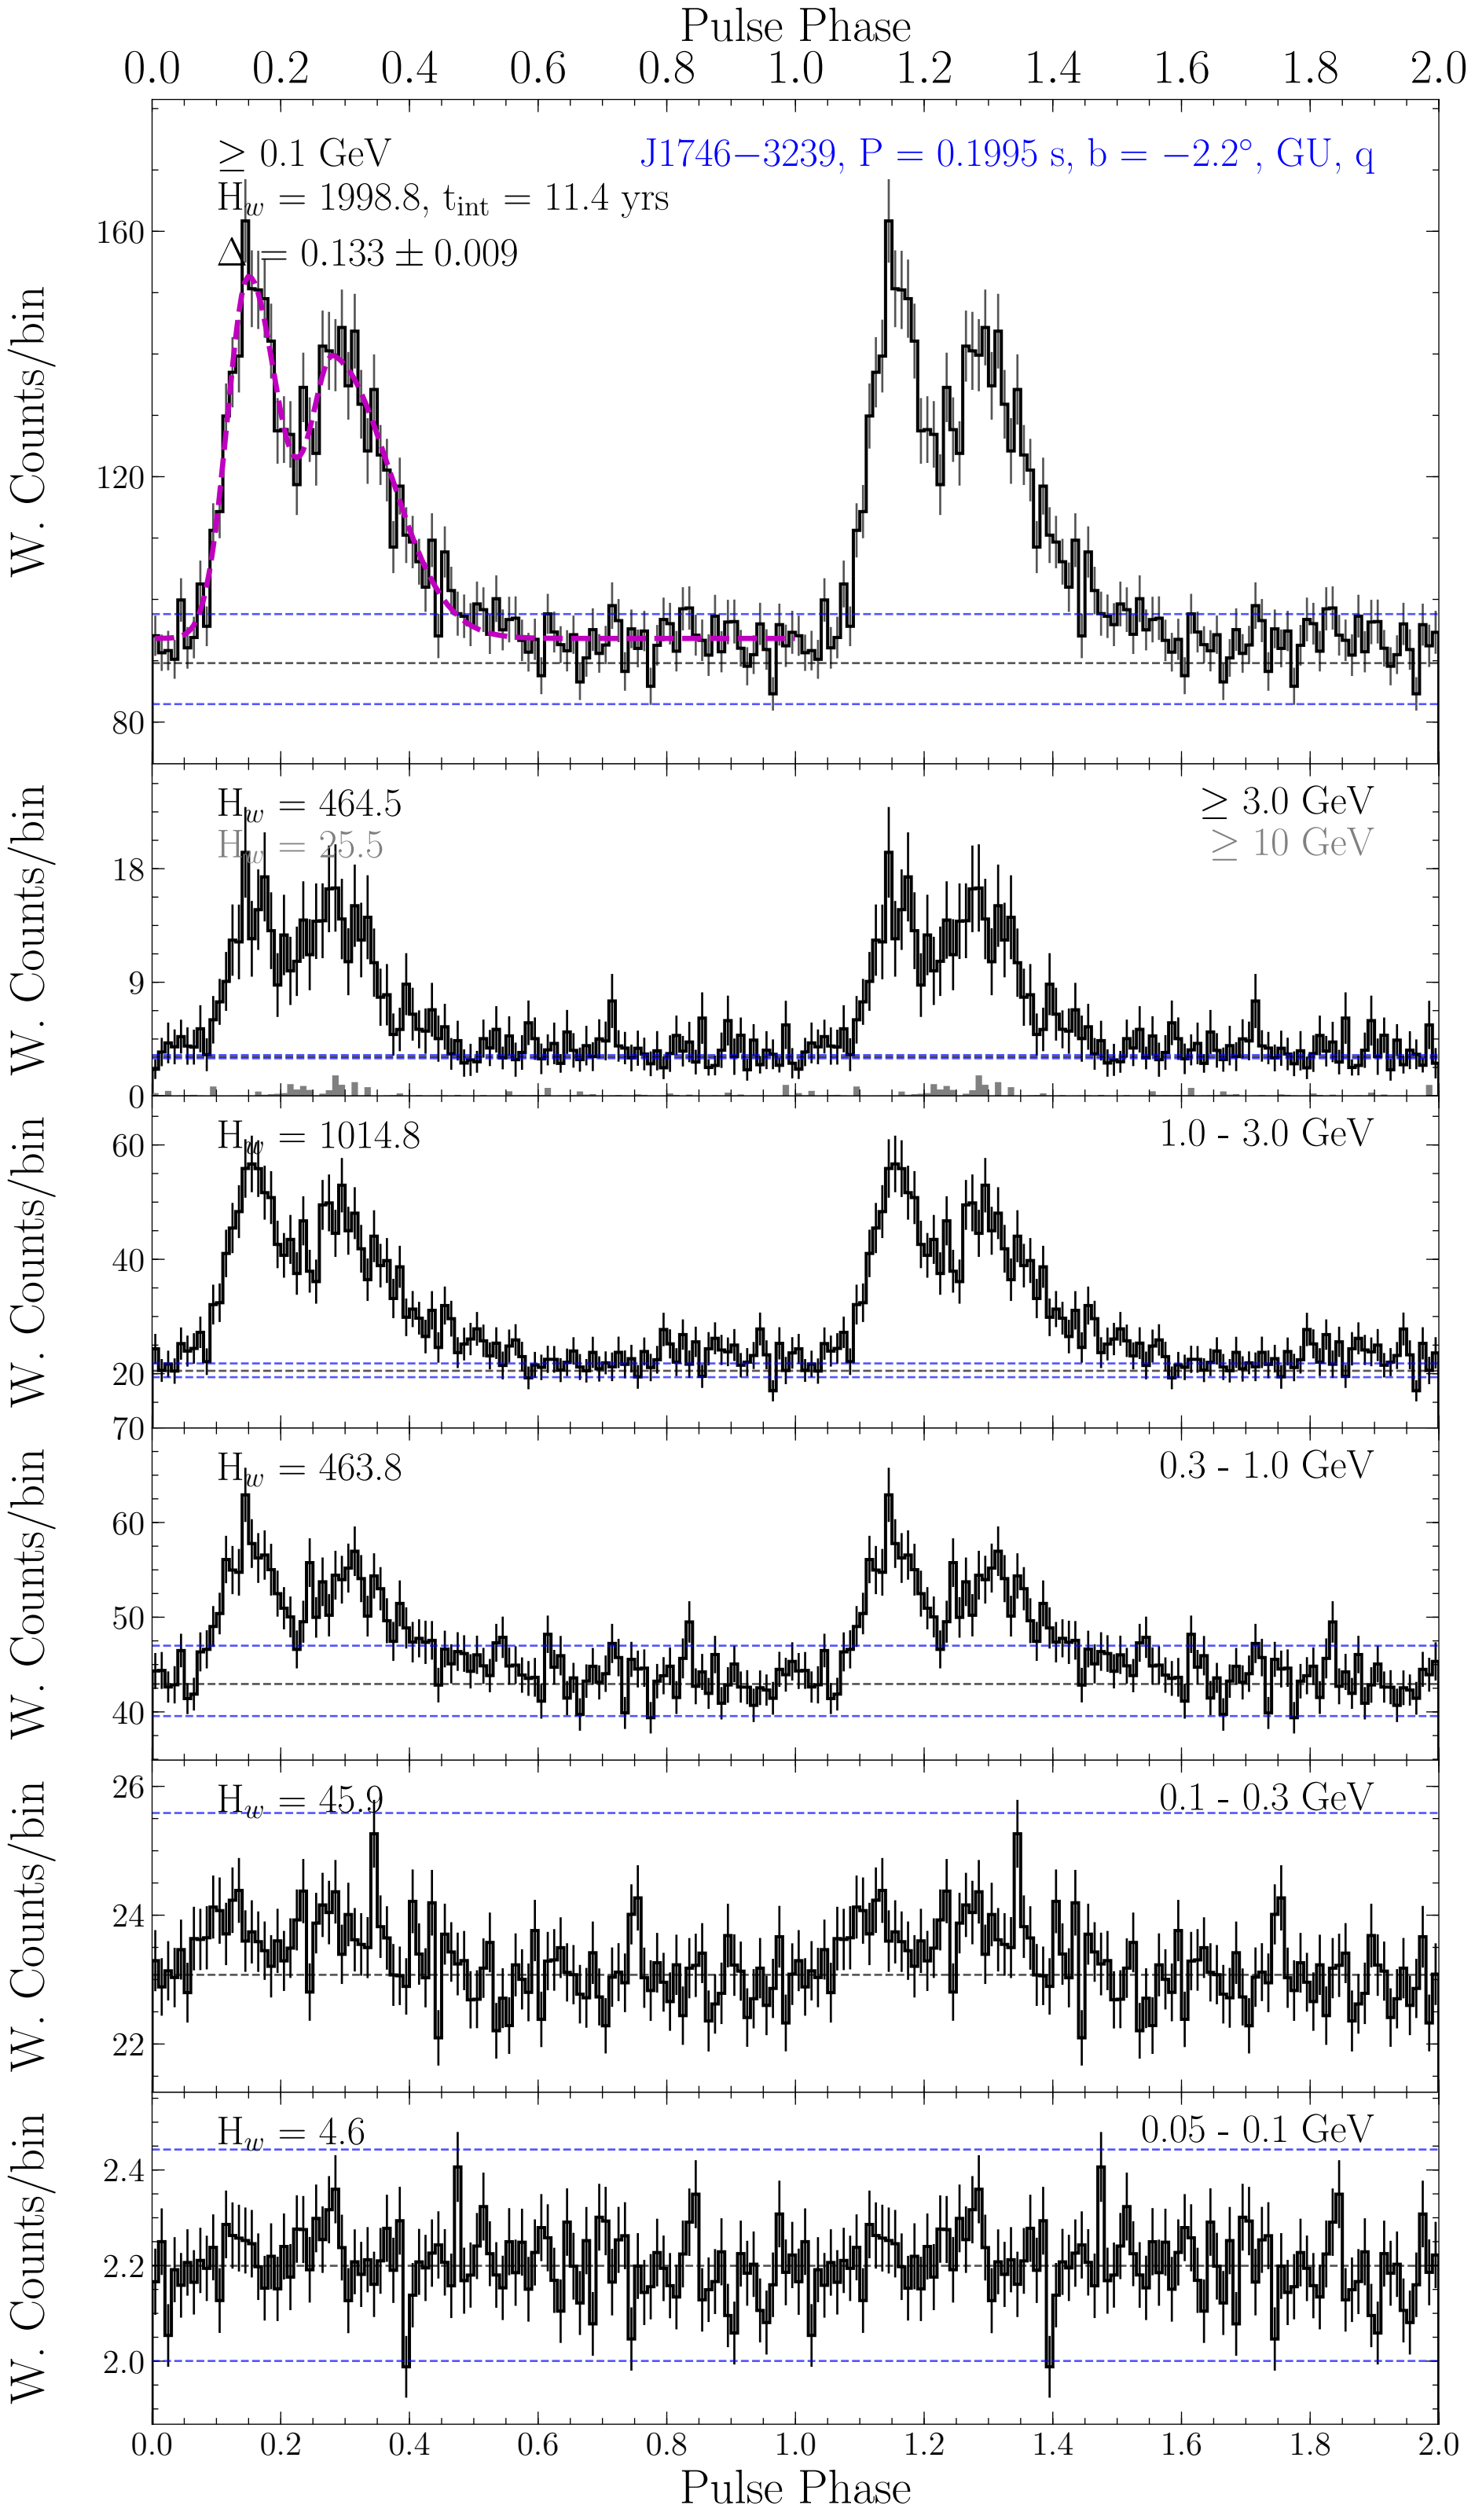 Pulse Phase
0.0 0.2 0.4 0.6 0.8 1.0 1.2 1.4 1.6 1.8 2.0
≥ 0.1 GeV
J1746−3239, P = 0.1995 s, b = −2.2°, GU, q
H_w = 1998.8, t_int = 11.4 yrs
Δ = 0.133 ± 0.009
160
120
80
W. Counts/bin
H_w = 464.5
≥ 3.0 GeV
H_w = 25.5
≥ 10 GeV
18
9
0
W. Counts/bin
H_w = 1014.8
1.0 - 3.0 GeV
60
40
20
W. Counts/bin
70
H_w = 463.8
0.3 - 1.0 GeV
60
50
40
W. Counts/bin
26
H_w = 45.9
0.1 - 0.3 GeV
24
22
W. Counts/bin
H_w = 4.6
0.05 - 0.1 GeV
2.4
2.2
2.0
W. Counts/bin
0.0 0.2 0.4 0.6 0.8 1.0 1.2 1.4 1.6 1.8 2.0
Pulse Phase